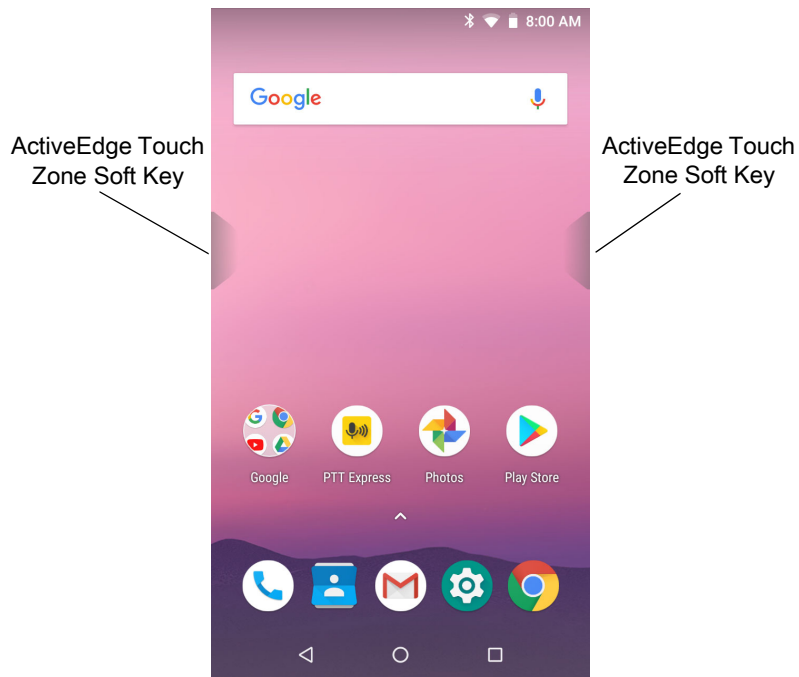 8:00 AM
Google
ActiveEdge Touch
Zone Soft Key
ActiveEdge Touch
Zone Soft Key
Google PTT Express Photos Play Store